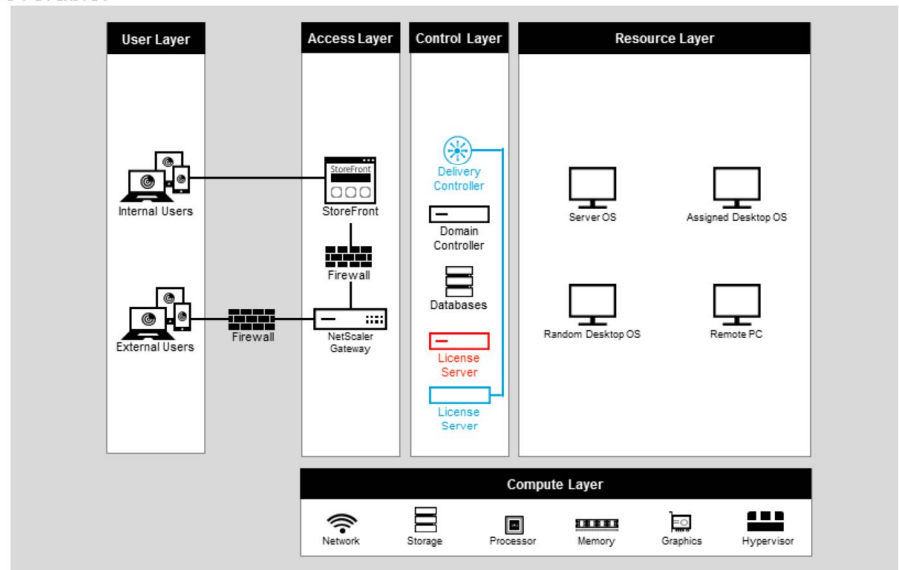 User Layer
Access Layer
Control Layer
Resource Layer
Internal Users
StoreFront
StoreFront
Firewall
External Users
Firewall
NetScaler
Gateway
Delivery
Controller
Domain
Controller
Databases
License
Server
License
Server
Server OS
Assigned Desktop OS
Random Desktop OS
Remote PC
Compute Layer
Network
Storage
Processor
Memory
Graphics
Hypervisor